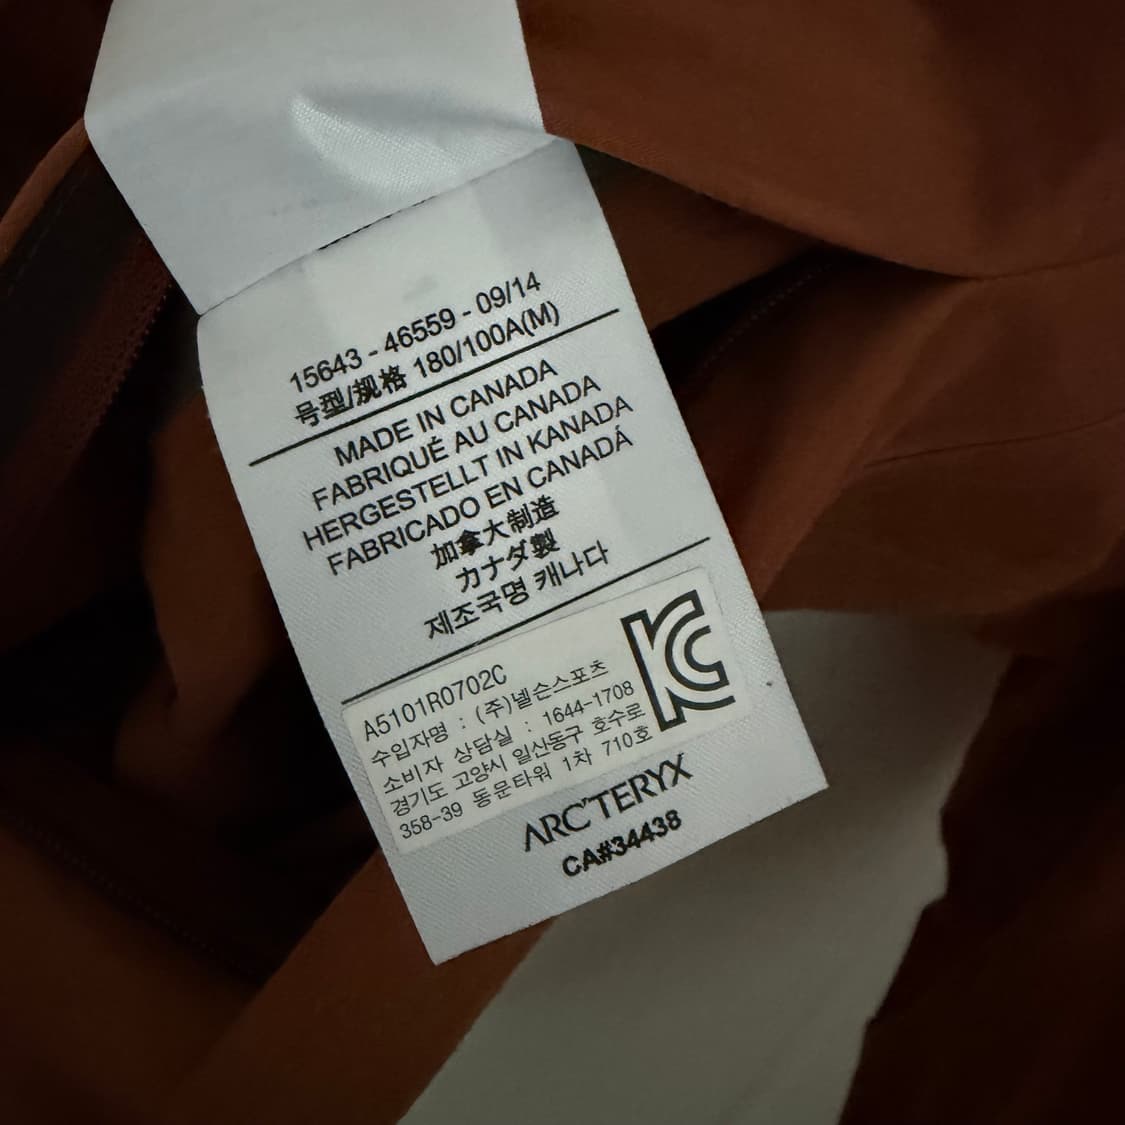 15643 - 46559 - 09/14
号型/规格 180/100A(M)
MADE IN CANADA
FABRIQUÉ AU CANADA
HERGESTELLT IN KANADA
FABRICADO EN CANADÁ
加拿大制造
カナダ製
제조국명 캐나다
A5101R0702C
수입자명 : (주)넬슨스포츠
소비자 상담실 : 1644-1708
경기도 고양시 일산동구 호수로
358-39 동문타워 1차 710호
KC
ARC'TERYX
CA#34438